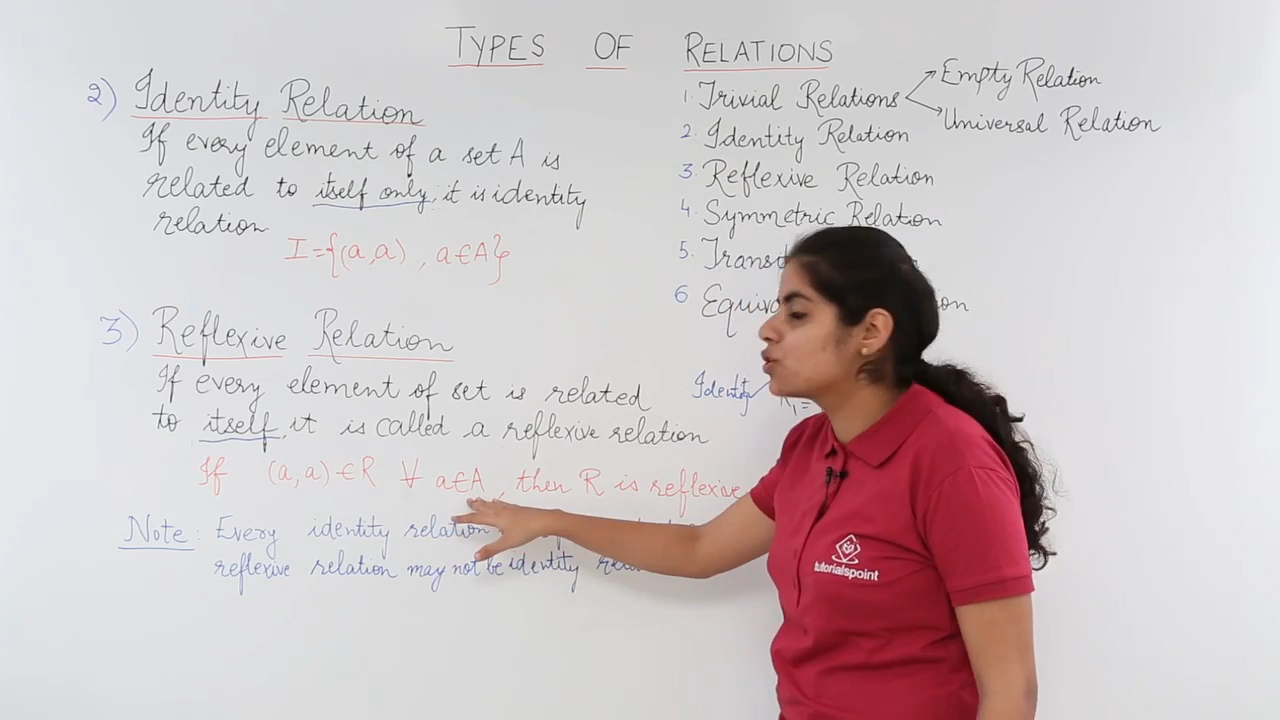 TYPES OF RELATIONS
2) Identity Relation
If every element of a set A is
related to itself only, it is identity
relation.
I={(a,a) , a∈A}
3) Reflexive Relation
If every element of set is related
to itself, it is called a reflexive relation
If (a,a)∈R ∀ a∈A, then R is reflexive
Note: Every identity relation
reflexive relation may not be identity
1. Trivial Relations
Empty Relation
Universal Relation
2. Identity Relation
3. Reflexive Relation
4. Symmetric Relation
5.
6
Identity R₁=
tutorialspoint